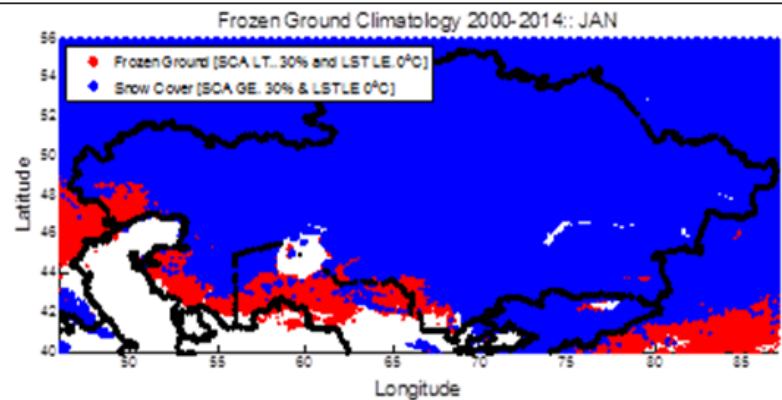 Frozen Ground Climatology 2000-2014:: JAN
Frozen Ground [SCA LT.. 30% and LST LE. 0°C]
Snow Cover [SCA GE. 30% & LST LE 0°C]
Latitude
56
54
52
50
48
46
44
42
40
50 55 60 65 70 75 80 85
Longitude